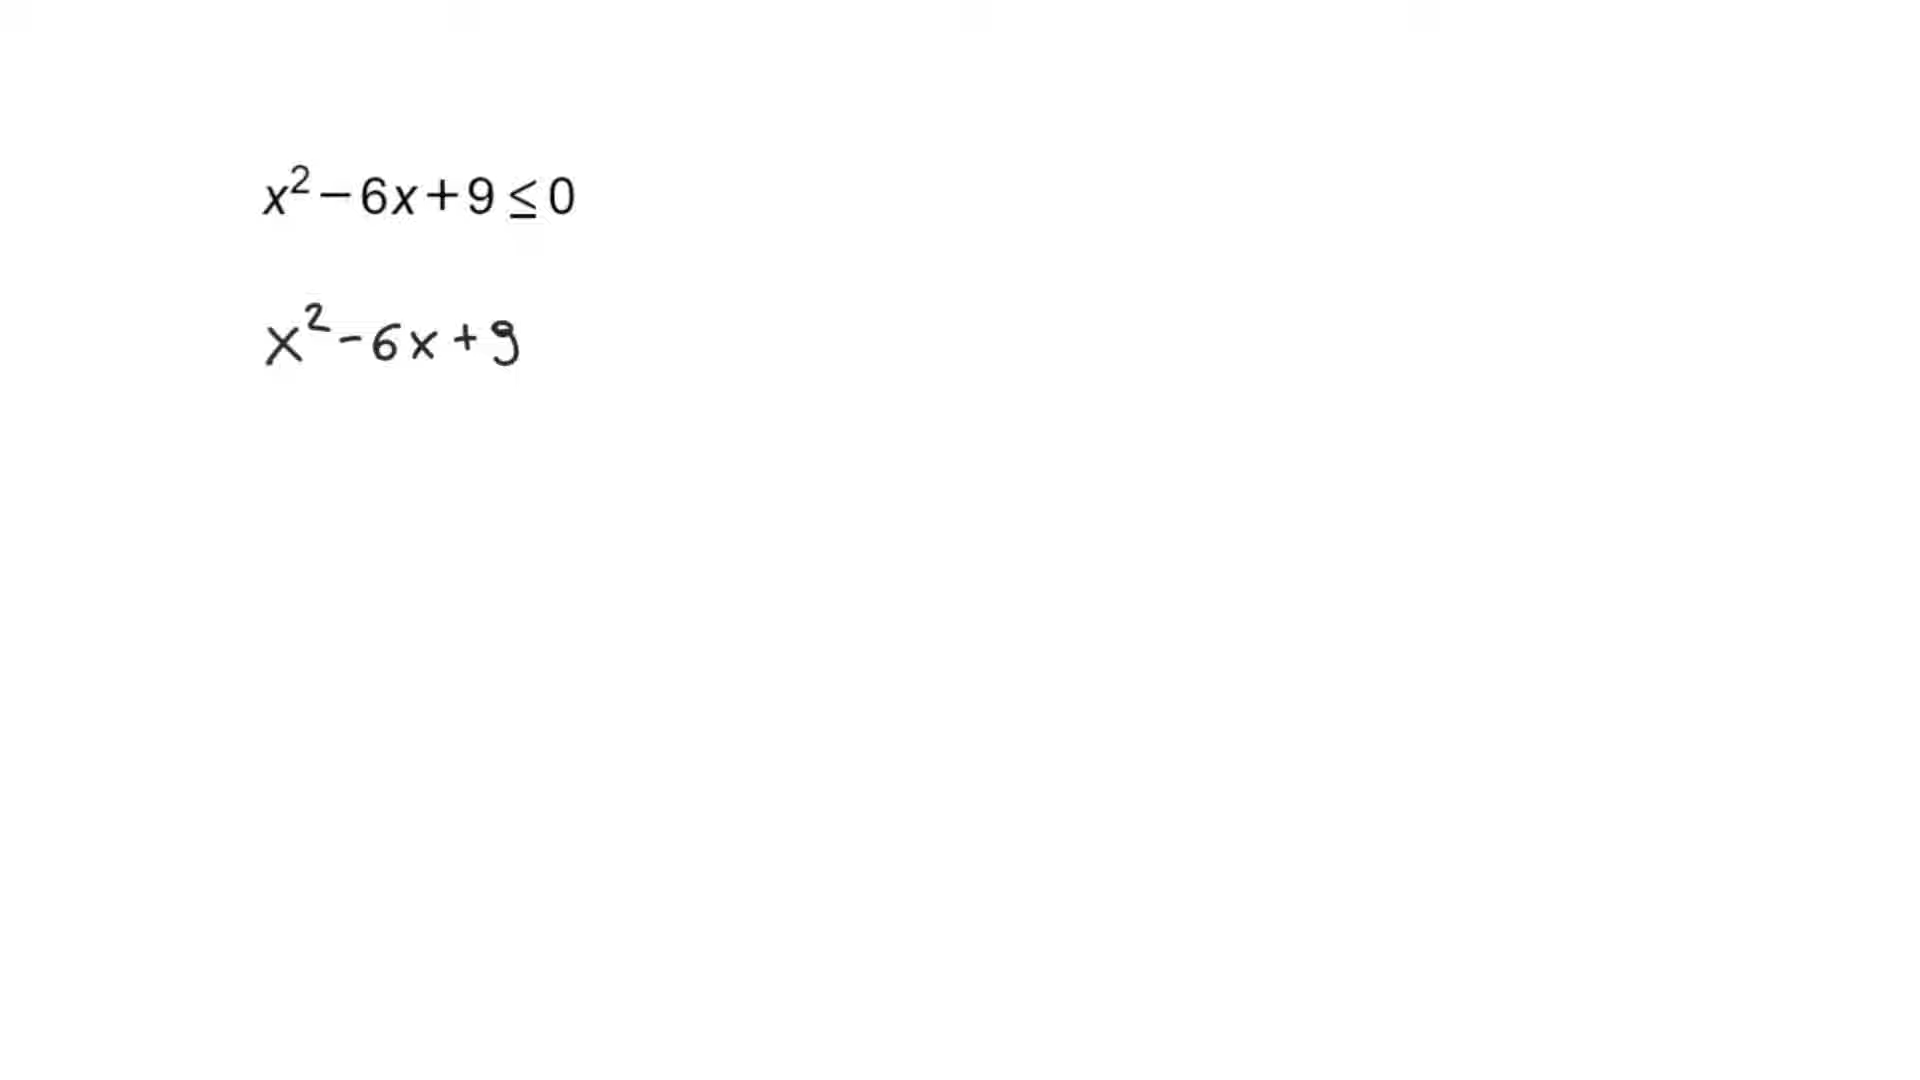 x² − 6x + 9 ≤ 0
x² - 6x + 9